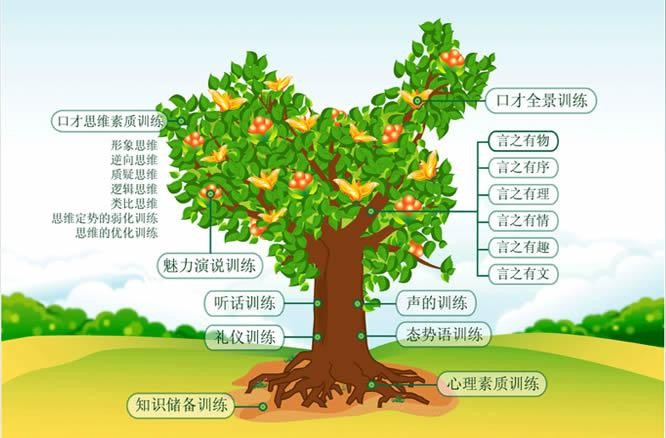 口才全景训练
口才思维素质训练
形象思维
逆向思维
质疑思维
逻辑思维
类比思维
思维定势的弱化训练
思维的优化训练
言之有物
言之有序
言之有理
言之有情
言之有趣
言之有文
魅力演说训练
听话训练
声的训练
礼仪训练
态势语训练
心理素质训练
知识储备训练